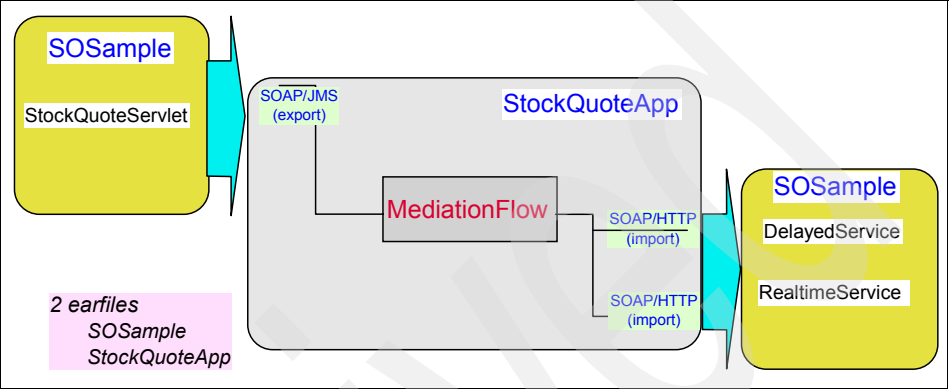 SOSample
StockQuoteServlet
SOAP/JMS
(export)
StockQuoteApp
MediationFlow
SOAP/HTTP
(import)
SOAP/HTTP
(import)
SOSample
DelayedService
RealtimeService
2 earfiles
SOSample
StockQuoteApp